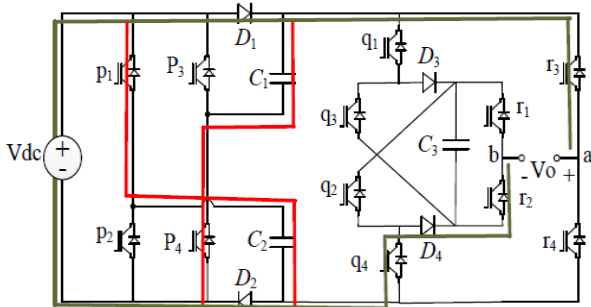 D1
q1
p1
P3
C1
D3
r3
q3
r1
Vdc
+
-
C3
b
-
Vo
+
a
q2
r2
p2
P4
C2
D4
q4
r4
D2